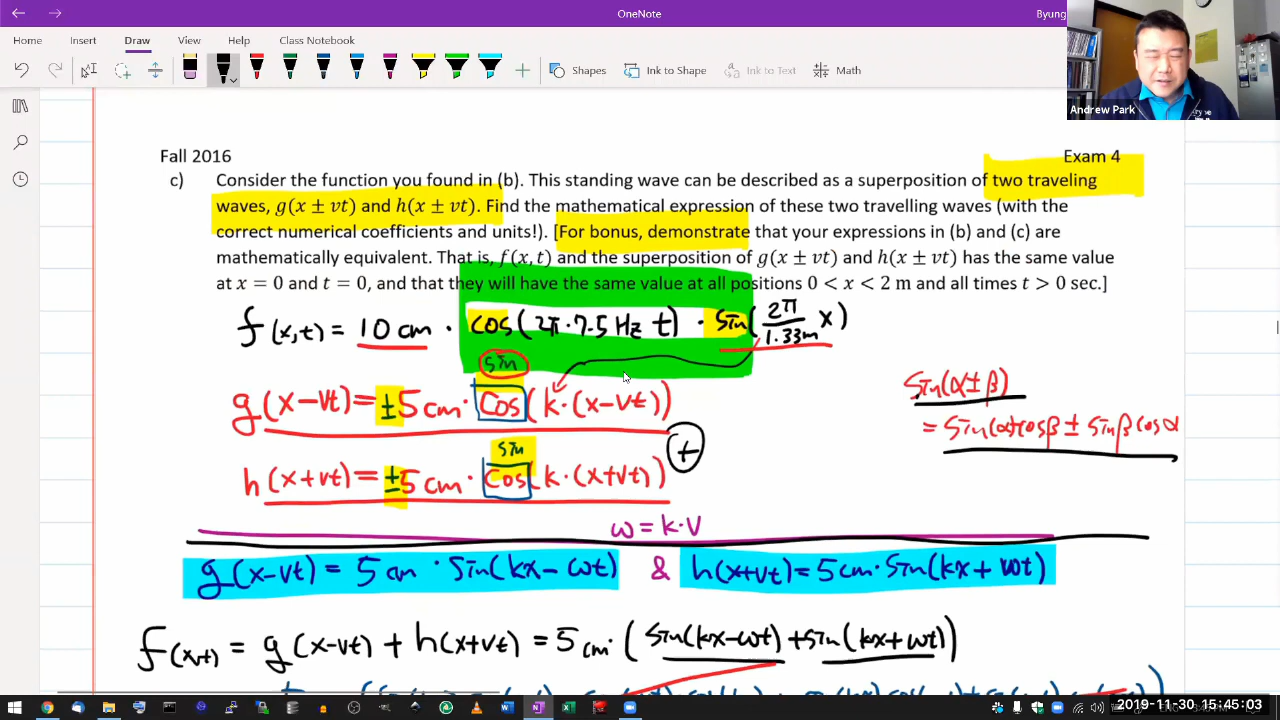 OneNote
Byung
Home Insert Draw View Help Class Notebook
Shapes Ink to Shape Ink to Text Math
Andrew Park
Fall 2016 Exam 4
c) Consider the function you found in (b). This standing wave can be described as a superposition of two traveling
waves, g(x ± vt) and h(x ± vt). Find the mathematical expression of these two travelling waves (with the
correct numerical coefficients and units!). [For bonus, demonstrate that your expressions in (b) and (c) are
mathematically equivalent. That is, f(x, t) and the superposition of g(x ± vt) and h(x ± vt) has the same value
at x = 0 and t = 0, and that they will have the same value at all positions 0 < x < 2 m and all times t > 0 sec.]
f(x,t) = 10 cm · cos(2π·7.5 Hz t) · sin(2π/1.33m x)
sin
g(x-vt) = ±5 cm · Cos(k·(x-vt))
sin(α±β)
= sin(α)cosβ ± sinβ cosα
sin
h(x+vt) = ±5 cm · Cos(k·(x+vt))
+
ω = k·v
g(x-vt) = 5 cm · sin(kx-ωt) & h(x+vt) = 5 cm · sin(kx+ωt)
f(x,t) = g(x-vt) + h(x+vt) = 5 cm · (sin(kx-ωt) + sin(kx+ωt))
2019-11-30 15:45:03